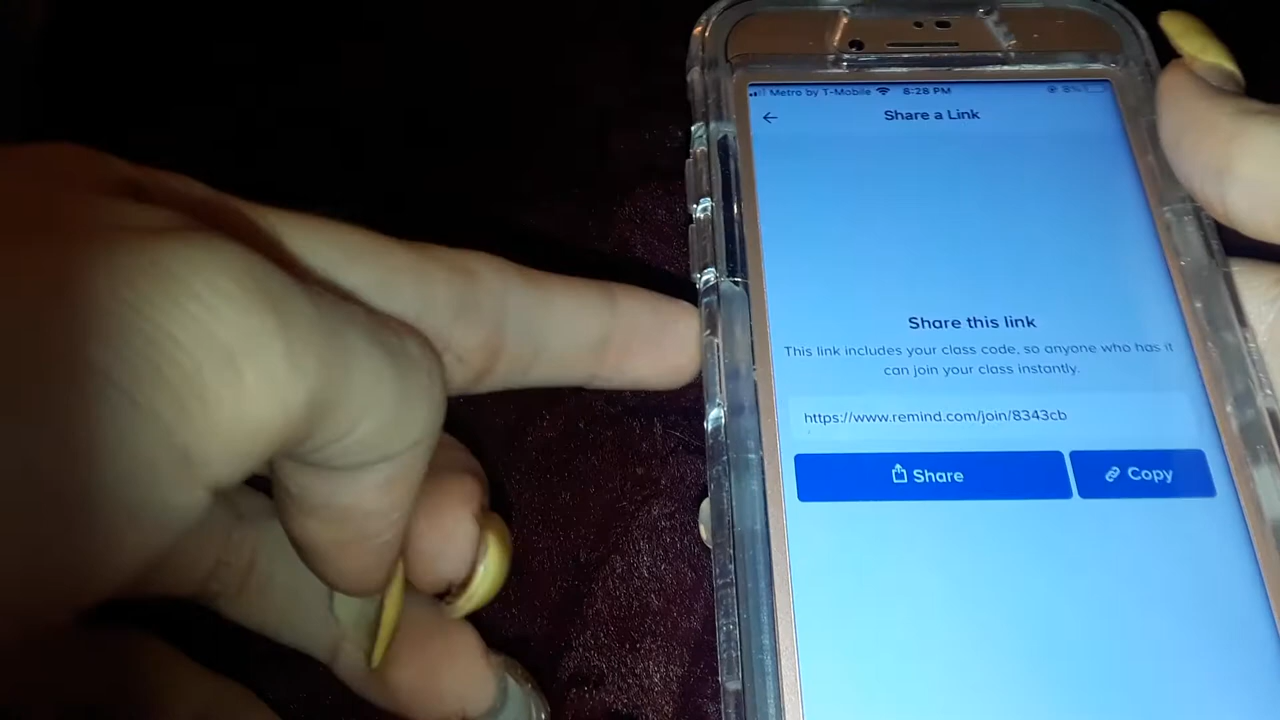 Metro by T-Mobile 8:28 PM 8%
Share a Link
Share this link
This link includes your class code, so anyone who has it
can join your class instantly.
https://www.remind.com/join/8343cb
Share Copy